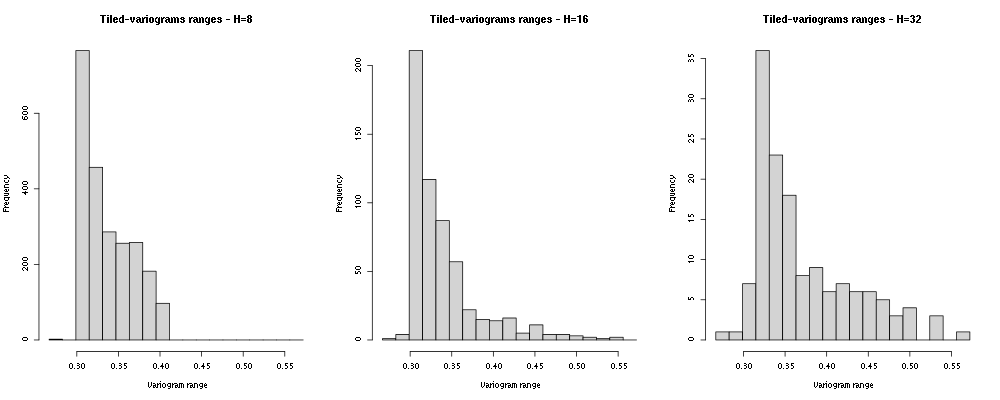 Tiled-variograms ranges - H=8
Frequency
600
400
200
0
0.30 0.35 0.40 0.45 0.50 0.55
Variogram range
Tiled-variograms ranges - H=16
Frequency
200
150
100
50
0
0.30 0.35 0.40 0.45 0.50 0.55
Variogram range
Tiled-variograms ranges - H=32
Frequency
35
30
25
20
15
10
5
0
0.30 0.35 0.40 0.45 0.50 0.55
Variogram range